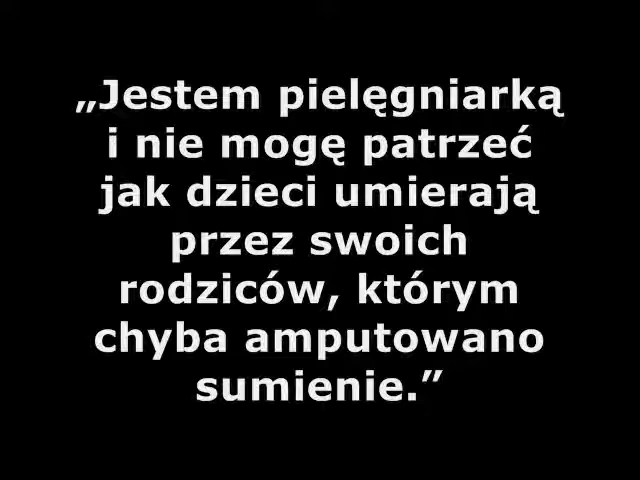 „Jestem pielęgniarką
i nie mogę patrzeć
jak dzieci umierają
przez swoich
rodziców, którym
chyba amputowano
sumienie.”